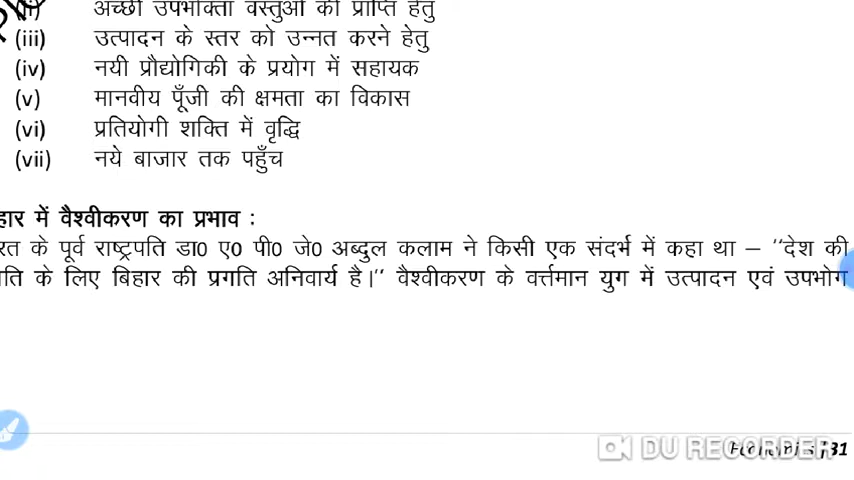 (ii) अच्छी उपभोक्ता वस्तुओं की प्राप्ति हेतु
(iii) उत्पादन के स्तर को उन्नत करने हेतु
(iv) नयी प्रौद्योगिकी के प्रयोग में सहायक
(v) मानवीय पूँजी की क्षमता का विकास
(vi) प्रतियोगी शक्ति में वृद्धि
(vii) नये बाजार तक पहुँच
हार में वैश्वीकरण का प्रभाव :
रत के पूर्व राष्ट्रपति डा0 ए0 पी0 जे0 अब्दुल कलाम ने किसी एक संदर्भ में कहा था – ‘‘देश की
ति के लिए बिहार की प्रगति अनिवार्य है।’’ वैश्वीकरण के वर्त्तमान युग में उत्पादन एवं उपभोग
DU RECORDER